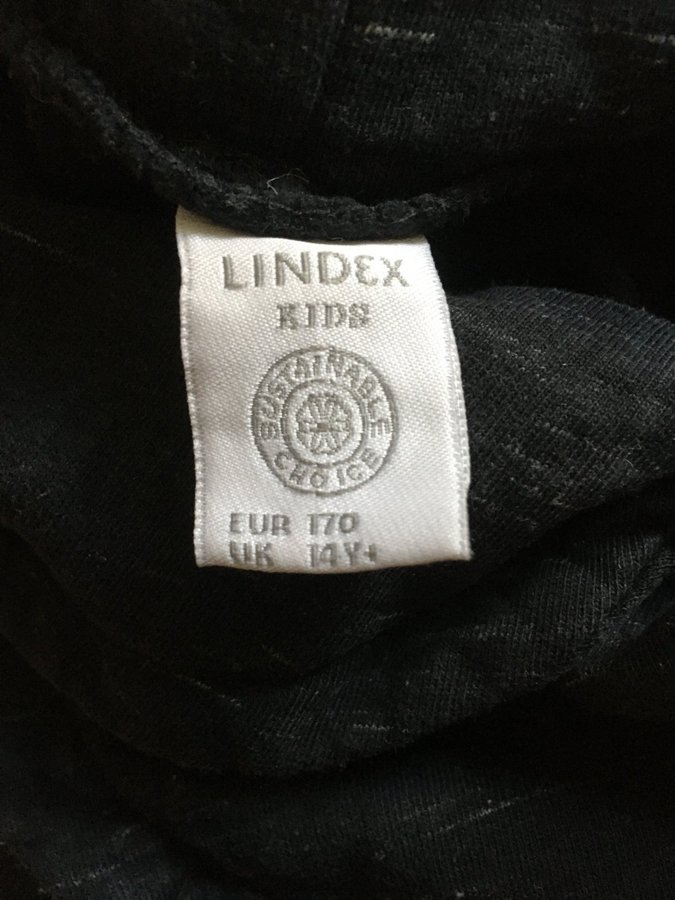 LINDEX
KIDS
SUSTAINABLE
CHOICE
EUR 170
UK 14Y+